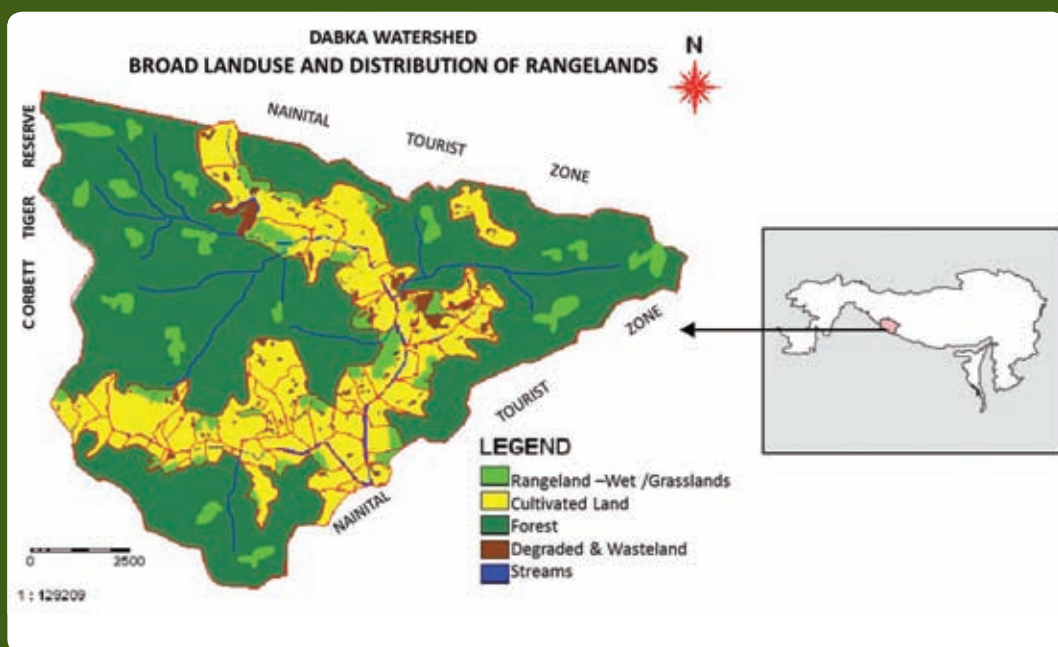 DABKA WATERSHED
BROAD LANDUSE AND DISTRIBUTION OF RANGELANDS
N
NAINITAL
TOURIST
ZONE
CORBETT TIGER RESERVE
ZONE
TOURIST
NAINITAL
LEGEND
Rangeland –Wet /Grasslands
Cultivated Land
Forest
Degraded & Wasteland
Streams
0 2500
1 : 129209